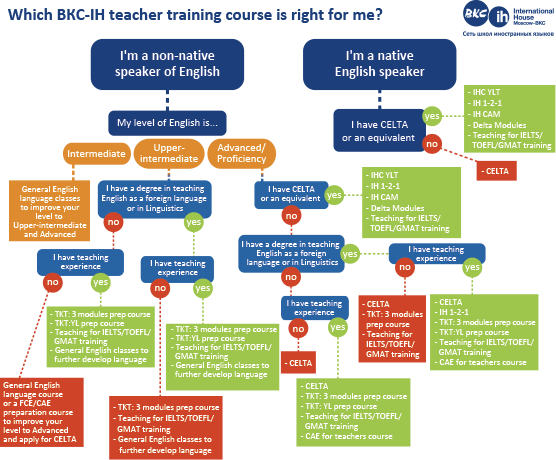 Which BKC-IH teacher training course is right for me?
BKC
ih
International
House
Moscow-BKC
Сеть школ иностранных языков
I'm a non-native
speaker of English
I'm a native
English speaker
My level of English is...
I have CELTA
or an equivalent
yes
no
- IHC YLT
- IH 1-2-1
- IH CAM
- Delta Modules
- Teaching for IELTS/
TOEFL/GMAT training
- CELTA
Intermediate
Upper-
intermediate
Advanced/
Proficiency
General English
language classes
to improve your
level to
Upper-intermediate
and Advanced
I have a degree in teaching
English as a foreign language
or in Linguistics
no
yes
I have CELTA
or an equivalent
yes
no
- IHC YLT
- IH 1-2-1
- IH CAM
- Delta Modules
- Teaching for IELTS/
TOEFL/GMAT training
I have a degree in teaching
English as a foreign
language or in Linguistics
yes
no
I have teaching
experience
no
yes
I have teaching
experience
no
yes
I have teaching
experience
no
yes
I have teaching
experience
no
yes
General English
language course
or a FCE/CAE
preparation course
to improve your
level to Advanced
and apply for CELTA
- TKT: 3 modules prep course
- TKT:YL prep course
- Teaching for IELTS/TOEFL/
GMAT training
- General English classes to
further develop language
- TKT: 3 modules prep course
- Teaching for IELTS/TOEFL/
GMAT training
- General English classes to
further develop language
- TKT: 3 modules prep course
- TKT:YL prep course
- Teaching for IELTS/TOEFL/
GMAT training
- General English classes to
further develop language
- CELTA
- CELTA
- TKT: 3 modules prep course
- TKT: YL prep course
- Teaching for IELTS/TOEFL/
GMAT training
- CAE for teachers course
- CELTA
- TKT: 3 modules
prep course
- Teaching for
IELTS/TOEFL/
GMAT training
- CELTA
- IH 1-2-1
- TKT: 3 modules prep course
- TKT:YL prep course
- Teaching for IELTS/TOEFL/
GMAT training
- CAE for teachers course